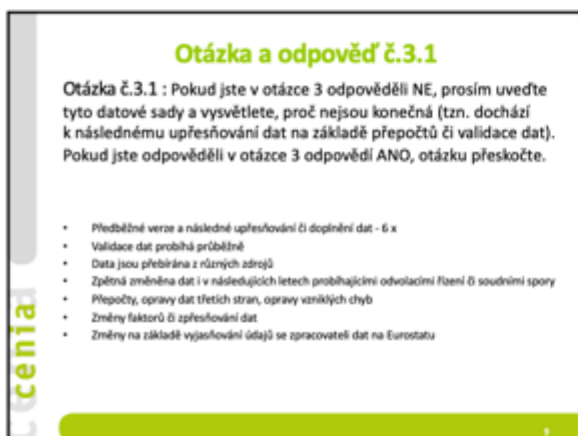 Otázka a odpověď č.3.1
Otázka č.3.1 : Pokud jste v otázce 3 odpověděli NE, prosím uveďte
tyto datové sady a vysvětlete, proč nejsou konečná (tzn. dochází
k následnému upřesňování dat na základě přepočtů či validace dat).
Pokud jste odpověděli v otázce 3 odpovědí ANO, otázku přeskočte.
• Předběžné verze a následné upřesňování či doplnění dat - 6 x
• Validace dat probíhá průběžně
• Data jsou přebírána z různých zdrojů
• Zpětná změněna dat i v následujících letech probíhajícími odvolacími řízení či soudními spory
• Přepočty, opravy dat třetích stran, opravy vzniklých chyb
• Změny faktorů či zpřesňování dat
• Změny na základě vyjasňování údajů se zpracovateli dat na Eurostatu
cenia